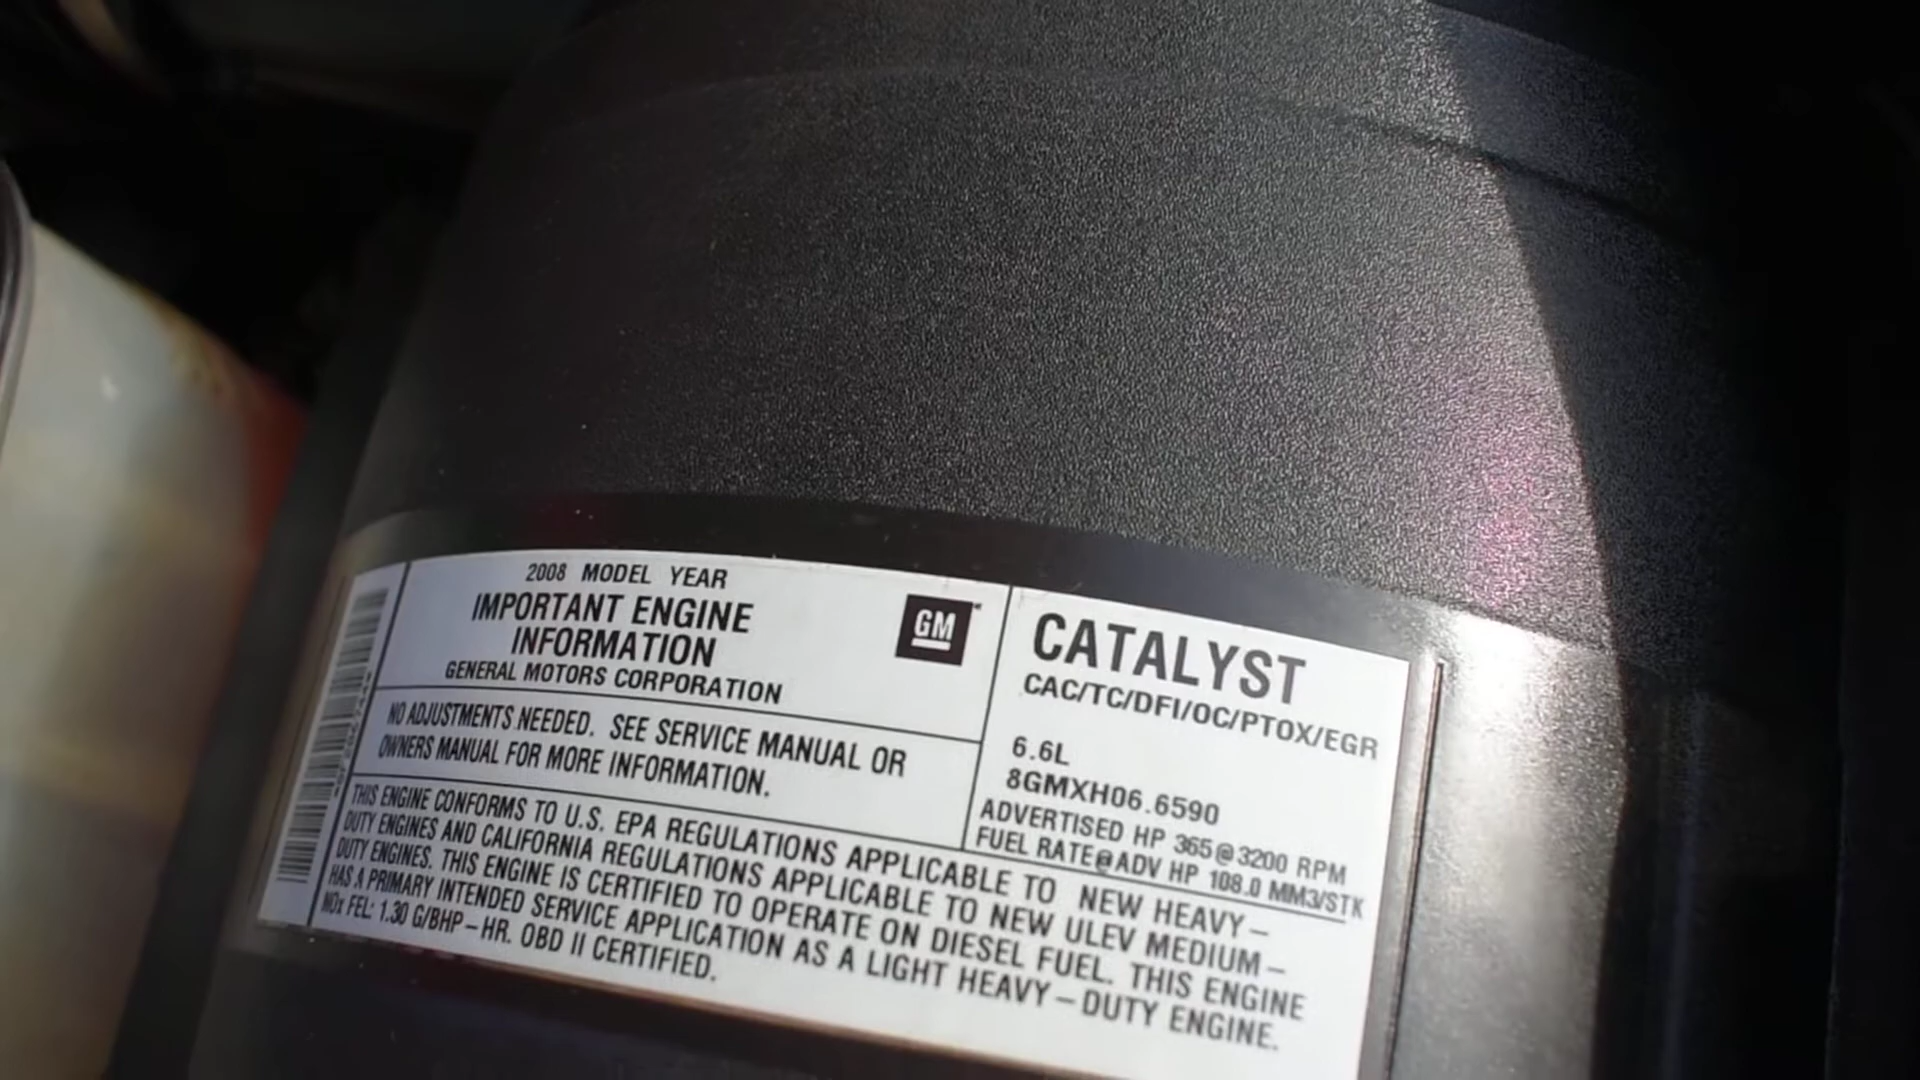 2008 MODEL YEAR
IMPORTANT ENGINE
INFORMATION
GENERAL MOTORS CORPORATION
GM
NO ADJUSTMENTS NEEDED. SEE SERVICE MANUAL OR
OWNERS MANUAL FOR MORE INFORMATION.
CATALYST
CAC/TC/DFI/OC/PTOX/EGR
6.6L
8GMXH06.6590
ADVERTISED HP 365@3200 RPM
FUEL RATE@ADV HP 108.0 MM3/STK
THIS ENGINE CONFORMS TO U.S. EPA REGULATIONS APPLICABLE TO NEW HEAVY-
DUTY ENGINES AND CALIFORNIA REGULATIONS APPLICABLE TO NEW ULEV MEDIUM-
DUTY ENGINES. THIS ENGINE IS CERTIFIED TO OPERATE ON DIESEL FUEL. THIS ENGINE
HAS A PRIMARY INTENDED SERVICE APPLICATION AS A LIGHT HEAVY-DUTY ENGINE.
NOx FEL: 1.30 G/BHP-HR. OBD II CERTIFIED.